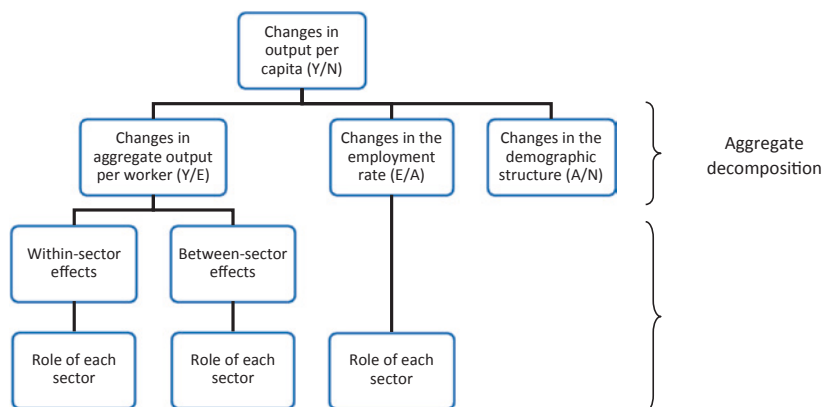 Changes in
output per
capita (Y/N)
Changes in
aggregate output
per worker (Y/E)
Changes in the
employment
rate (E/A)
Changes in the
demographic
structure (A/N)
Aggregate
decomposition
Within-sector
effects
Between-sector
effects
Role of each
sector
Role of each
sector
Role of each
sector